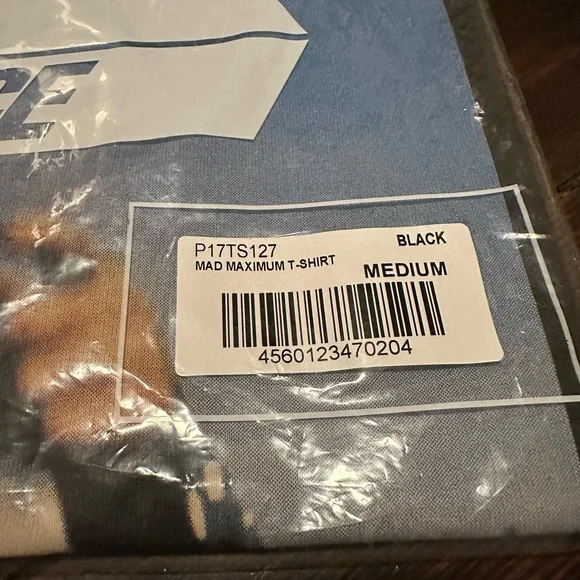 P17TS127 BLACK
MAD MAXIMUM T-SHIRT
MEDIUM
4560123470204